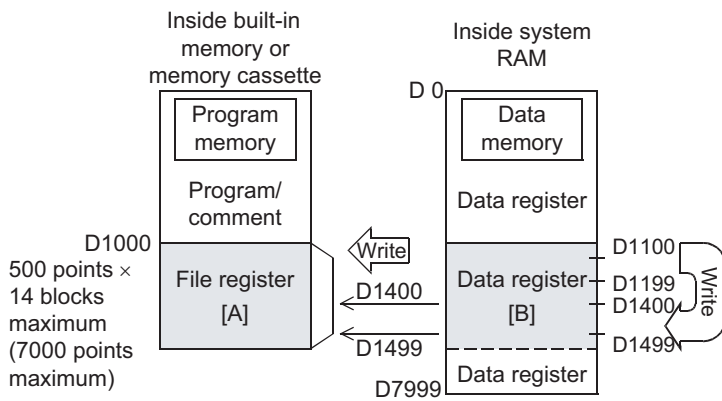 Inside built-in
memory or
memory cassette
Program
memory
Program/
comment
D1000
500 points ×
14 blocks
maximum
(7000 points
maximum)
File register
[A]
Write
D1400
D1499
Inside system
RAM
D 0
Data
memory
Data register
Data register
[B]
Data register
D7999
D1100
D1199
D1400
D1499
Write